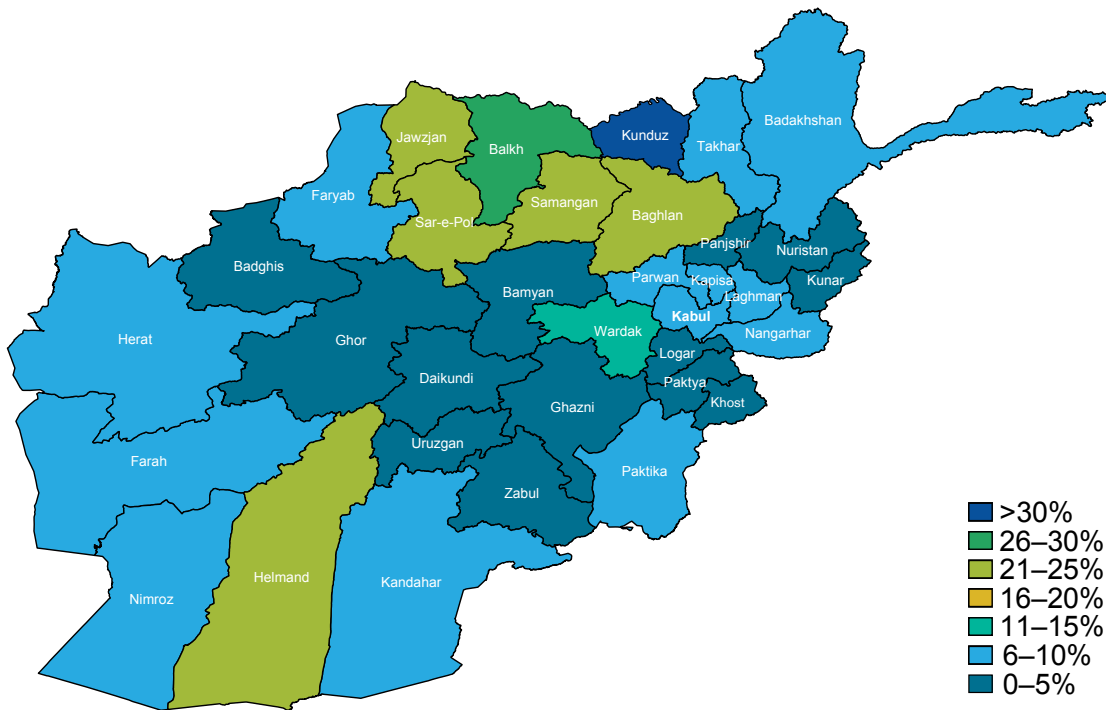 Badakhshan
Jawzjan
Balkh
Kunduz
Takhar
Faryab
Samangan
Sar-e-Pol
Baghlan
Panjshir
Nuristan
Badghis
Parwan
Kapisa
Kunar
Bamyan
Laghman
Kabul
Herat
Ghor
Wardak
Nangarhar
Logar
Daikundi
Paktya
Ghazni
Khost
Uruzgan
Farah
Paktika
Zabul
Helmand
Kandahar
Nimroz
>30%
26–30%
21–25%
16–20%
11–15%
6–10%
0–5%